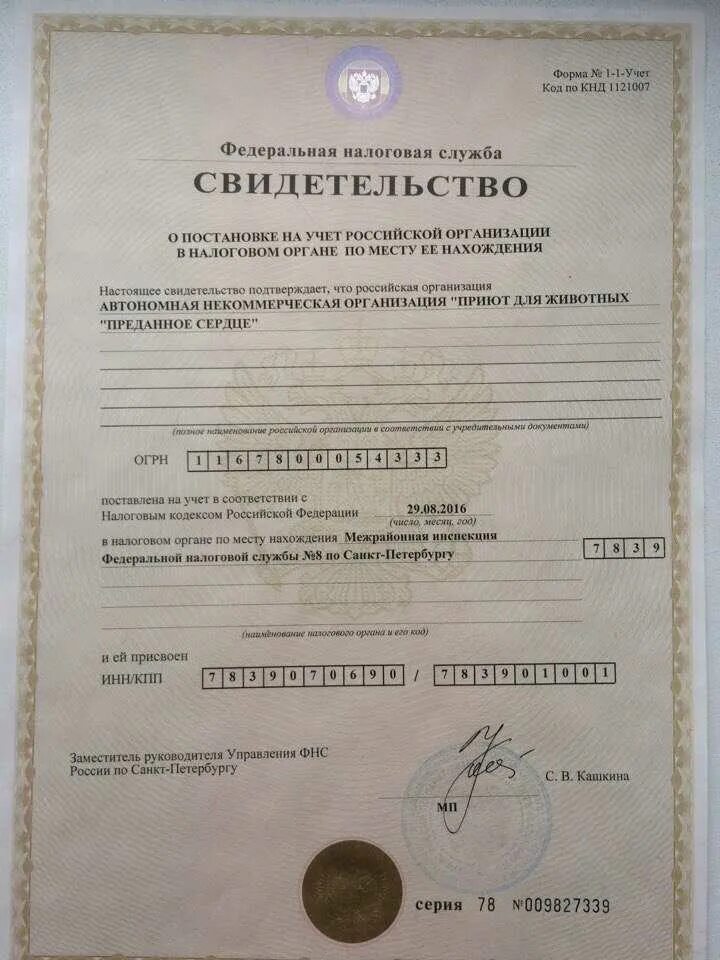 Форма № 1-1-Учет
Код по КНД 1121007
Федеральная налоговая служба
СВИДЕТЕЛЬСТВО
О ПОСТАНОВКЕ НА УЧЕТ РОССИЙСКОЙ ОРГАНИЗАЦИИ
В НАЛОГОВОМ ОРГАНЕ ПО МЕСТУ ЕЕ НАХОЖДЕНИЯ
Настоящее свидетельство подтверждает, что российская организация
АВТОНОМНАЯ НЕКОММЕРЧЕСКАЯ ОРГАНИЗАЦИЯ "ПРИЮТ ДЛЯ ЖИВОТНЫХ
"ПРЕДАННОЕ СЕРДЦЕ"
(полное наименование российской организации в соответствии с учредительными документами)
ОГРН 1167800054333
поставлена на учет в соответствии с
Налоговым кодексом Российской Федерации 29.08.2016
(число, месяц, год)
в налоговом органе по месту нахождения Межрайонная инспекция
Федеральной налоговой службы №8 по Санкт-Петербургу 7839
(наименование налогового органа и его код)
и ей присвоен
ИНН/КПП 7839070690 / 783901001
Заместитель руководителя Управления ФНС
России по Санкт-Петербургу
С. В. Кашкина
МП
серия 78 №009827339